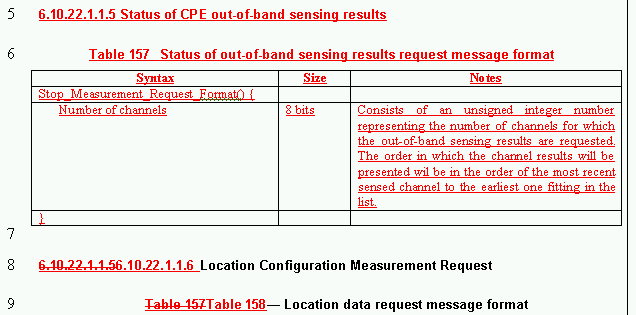 5 6.10.22.1.1.5 Status of CPE out-of-band sensing results
6 Table 157 Status of out-of-band sensing results request message format
Syntax Size Notes
Stop_Measurement_Request_Format() {
Number of channels 8 bits Consists of an unsigned integer number
representing the number of channels for which
the out-of-band sensing results are requested.
The order in which the channel results will be
presented wil be in the order of the most recent
sensed channel to the earliest one fitting in the
list.
}
7
8 6.10.22.1.1.56.10.22.1.1.6 Location Configuration Measurement Request
9 Table 157Table 158— Location data request message format